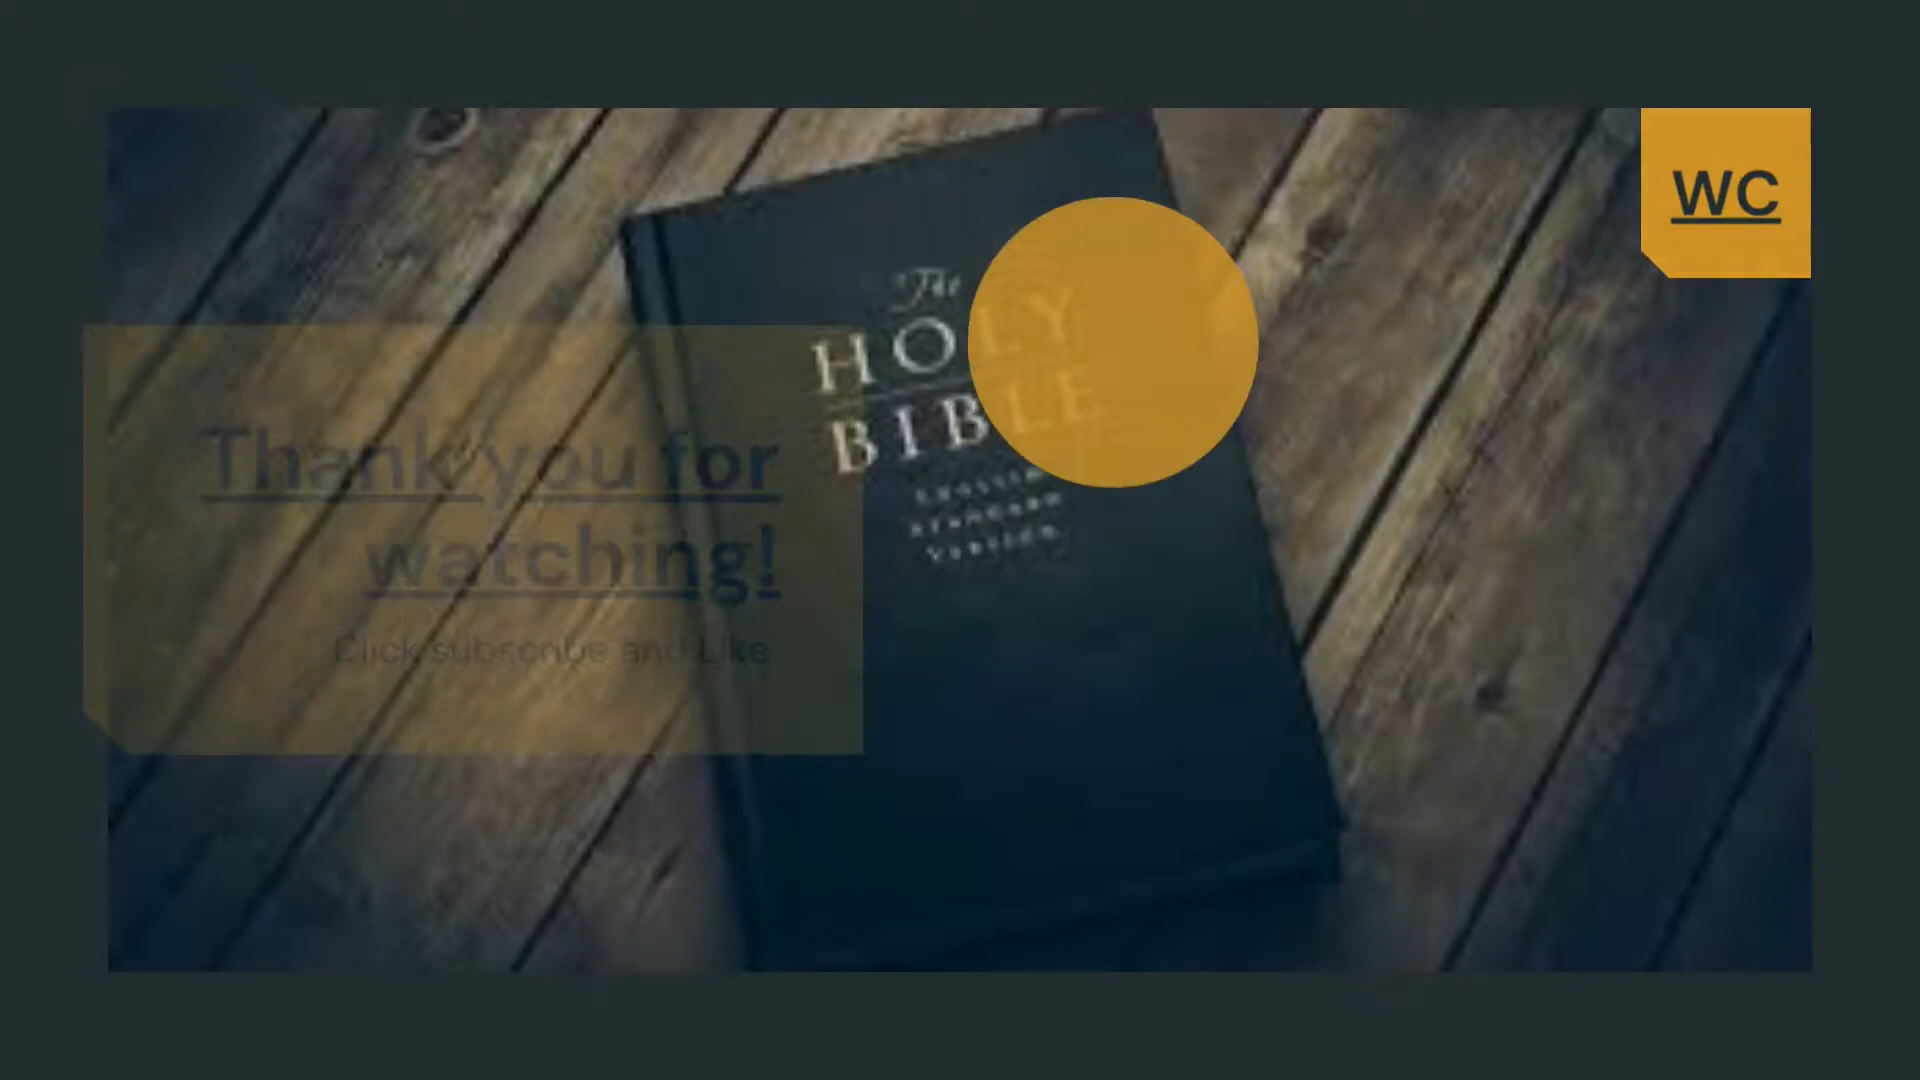 WC
The
HOLY
BIBLE
ENGLISH
STANDARD
VERSION
Thank you for
watching!
Click subscribe and Like